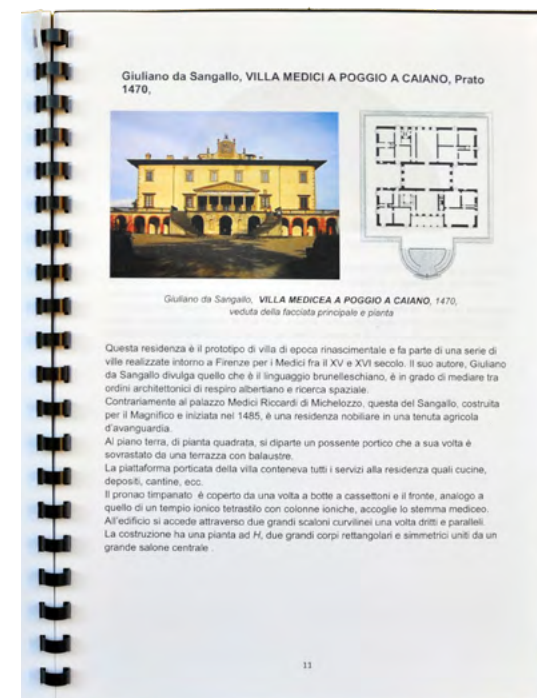 Giuliano da Sangallo, VILLA MEDICI A POGGIO A CAIANO, Prato
1470,
Giuliano da Sangallo, VILLA MEDICEA A POGGIO A CAIANO, 1470,
veduta della facciata principale e pianta
Questa residenza è il prototipo di villa di epoca rinascimentale e fa parte di una serie di
ville realizzate intorno a Firenze per i Medici fra il XV e XVI secolo. Il suo autore, Giuliano
da Sangallo divulga quello che è il linguaggio brunelleschiano, è in grado di mediare tra
ordini architettonici di respiro albertiano e ricerca spaziale.
Contrariamente al palazzo Medici Riccardi di Michelozzo, questa del Sangallo, costruita
per il Magnifico e iniziata nel 1485, è una residenza nobiliare in una tenuta agricola
d'avanguardia.
Al piano terra, di pianta quadrata, si diparte un possente portico che a sua volta è
sovrastato da una terrazza con balaustre.
La piattaforma porticata della villa conteneva tutti i servizi alla residenza quali cucine,
depositi, cantine, ecc.
Il pronao timpanato è coperto da una volta a botte a cassettoni e il fronte, analogo a
quello di un tempio ionico tetrastilo con colonne ioniche, accoglie lo stemma mediceo.
All'edificio si accede attraverso due grandi scaloni curvilinei una volta dritti e paralleli.
La costruzione ha una pianta ad H, due grandi corpi rettangolari e simmetrici uniti da un
grande salone centrale .
11